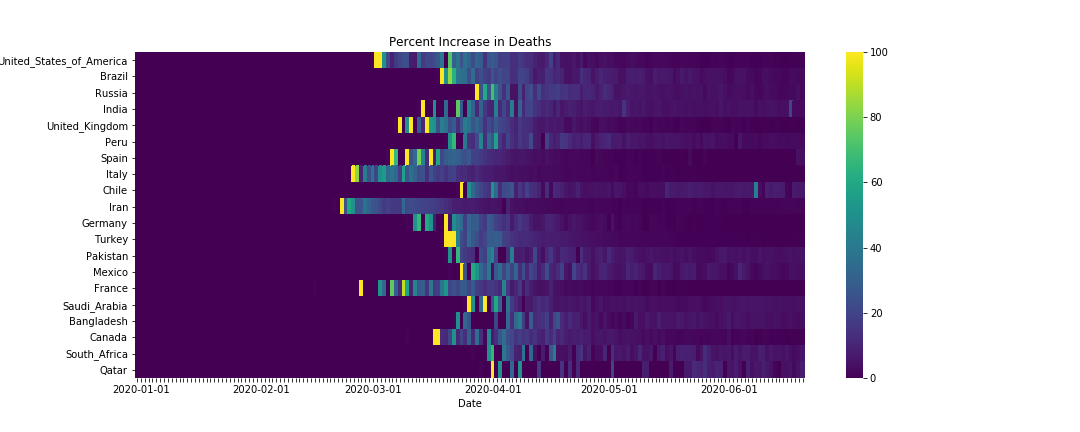 Percent Increase in Deaths
United_States_of_America
Brazil
Russia
India
United_Kingdom
Peru
Spain
Italy
Chile
Iran
Germany
Turkey
Pakistan
Mexico
France
Saudi_Arabia
Bangladesh
Canada
South_Africa
Qatar
2020-01-01 2020-02-01 2020-03-01 2020-04-01 2020-05-01 2020-06-01
Date
100
80
60
40
20
0